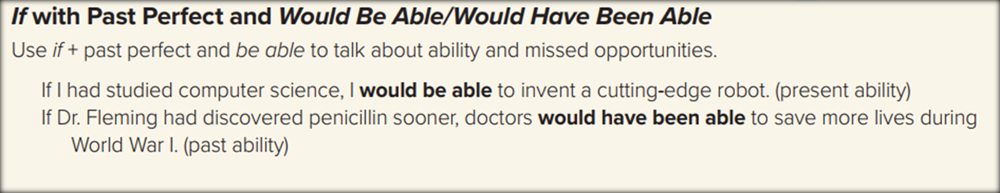 If with Past Perfect and Would Be Able/Would Have Been Able
Use if + past perfect and be able to talk about ability and missed opportunities.
If I had studied computer science, I would be able to invent a cutting-edge robot. (present ability)
If Dr. Fleming had discovered penicillin sooner, doctors would have been able to save more lives during
World War I. (past ability)